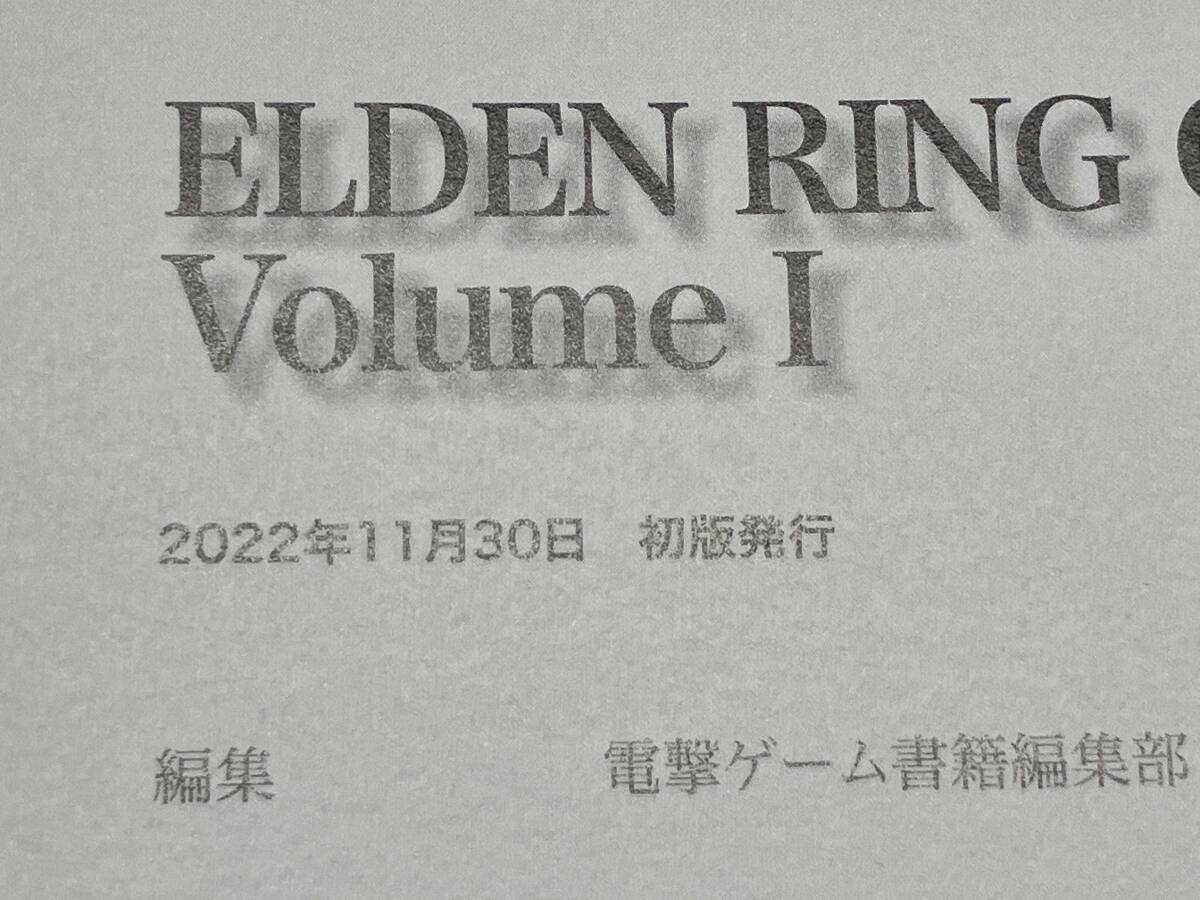 ELDEN RING
Volume I
2022年11月30日　初版発行
編集　電撃ゲーム書籍編集部